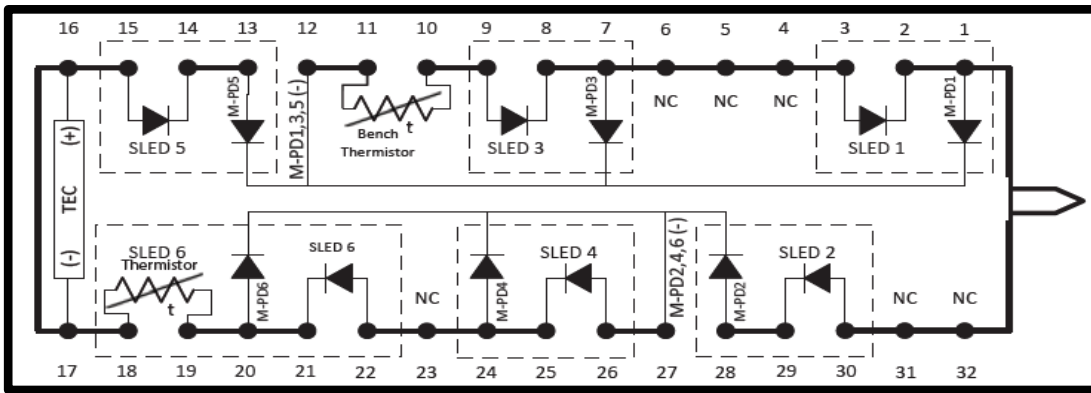 16 15 14 13 12 11 10 9 8 7 6 5 4 3 2 1
M-PD5
M-PD1,3,5 (-)
M-PD3
NC NC NC
M-PD1
(+)
TEC
(-)
SLED 5
t
Bench
Thermistor
SLED 3
SLED 1
SLED 6
Thermistor
t
M-PD6
SLED 6
NC
M-PD4
SLED 4
M-PD2,4,6 (-)
M-PD2
SLED 2
NC NC
17 18 19 20 21 22 23 24 25 26 27 28 29 30 31 32